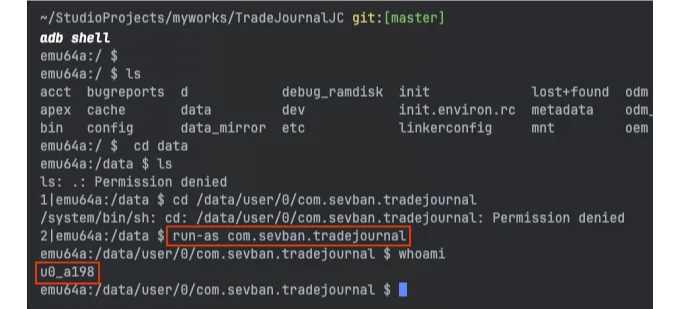 ~/StudioProjects/myworks/TradeJournalJC git:[master]
adb shell
emu64a:/ $
emu64a:/ $ ls
acct bugreports d debug_ramdisk init lost+found odm
apex cache data dev init.environ.rc metadata odm_
bin config data_mirror etc linkerconfig mnt oem
emu64a:/ $  cd data
emu64a:/data $ ls
ls: .: Permission denied
1|emu64a:/data $ cd /data/user/0/com.sevban.tradejournal
/system/bin/sh: cd: /data/user/0/com.sevban.tradejournal: Permission denied
2|emu64a:/data $ run-as com.sevban.tradejournal
emu64a:/data/user/0/com.sevban.tradejournal $ whoami
u0_a198
emu64a:/data/user/0/com.sevban.tradejournal $